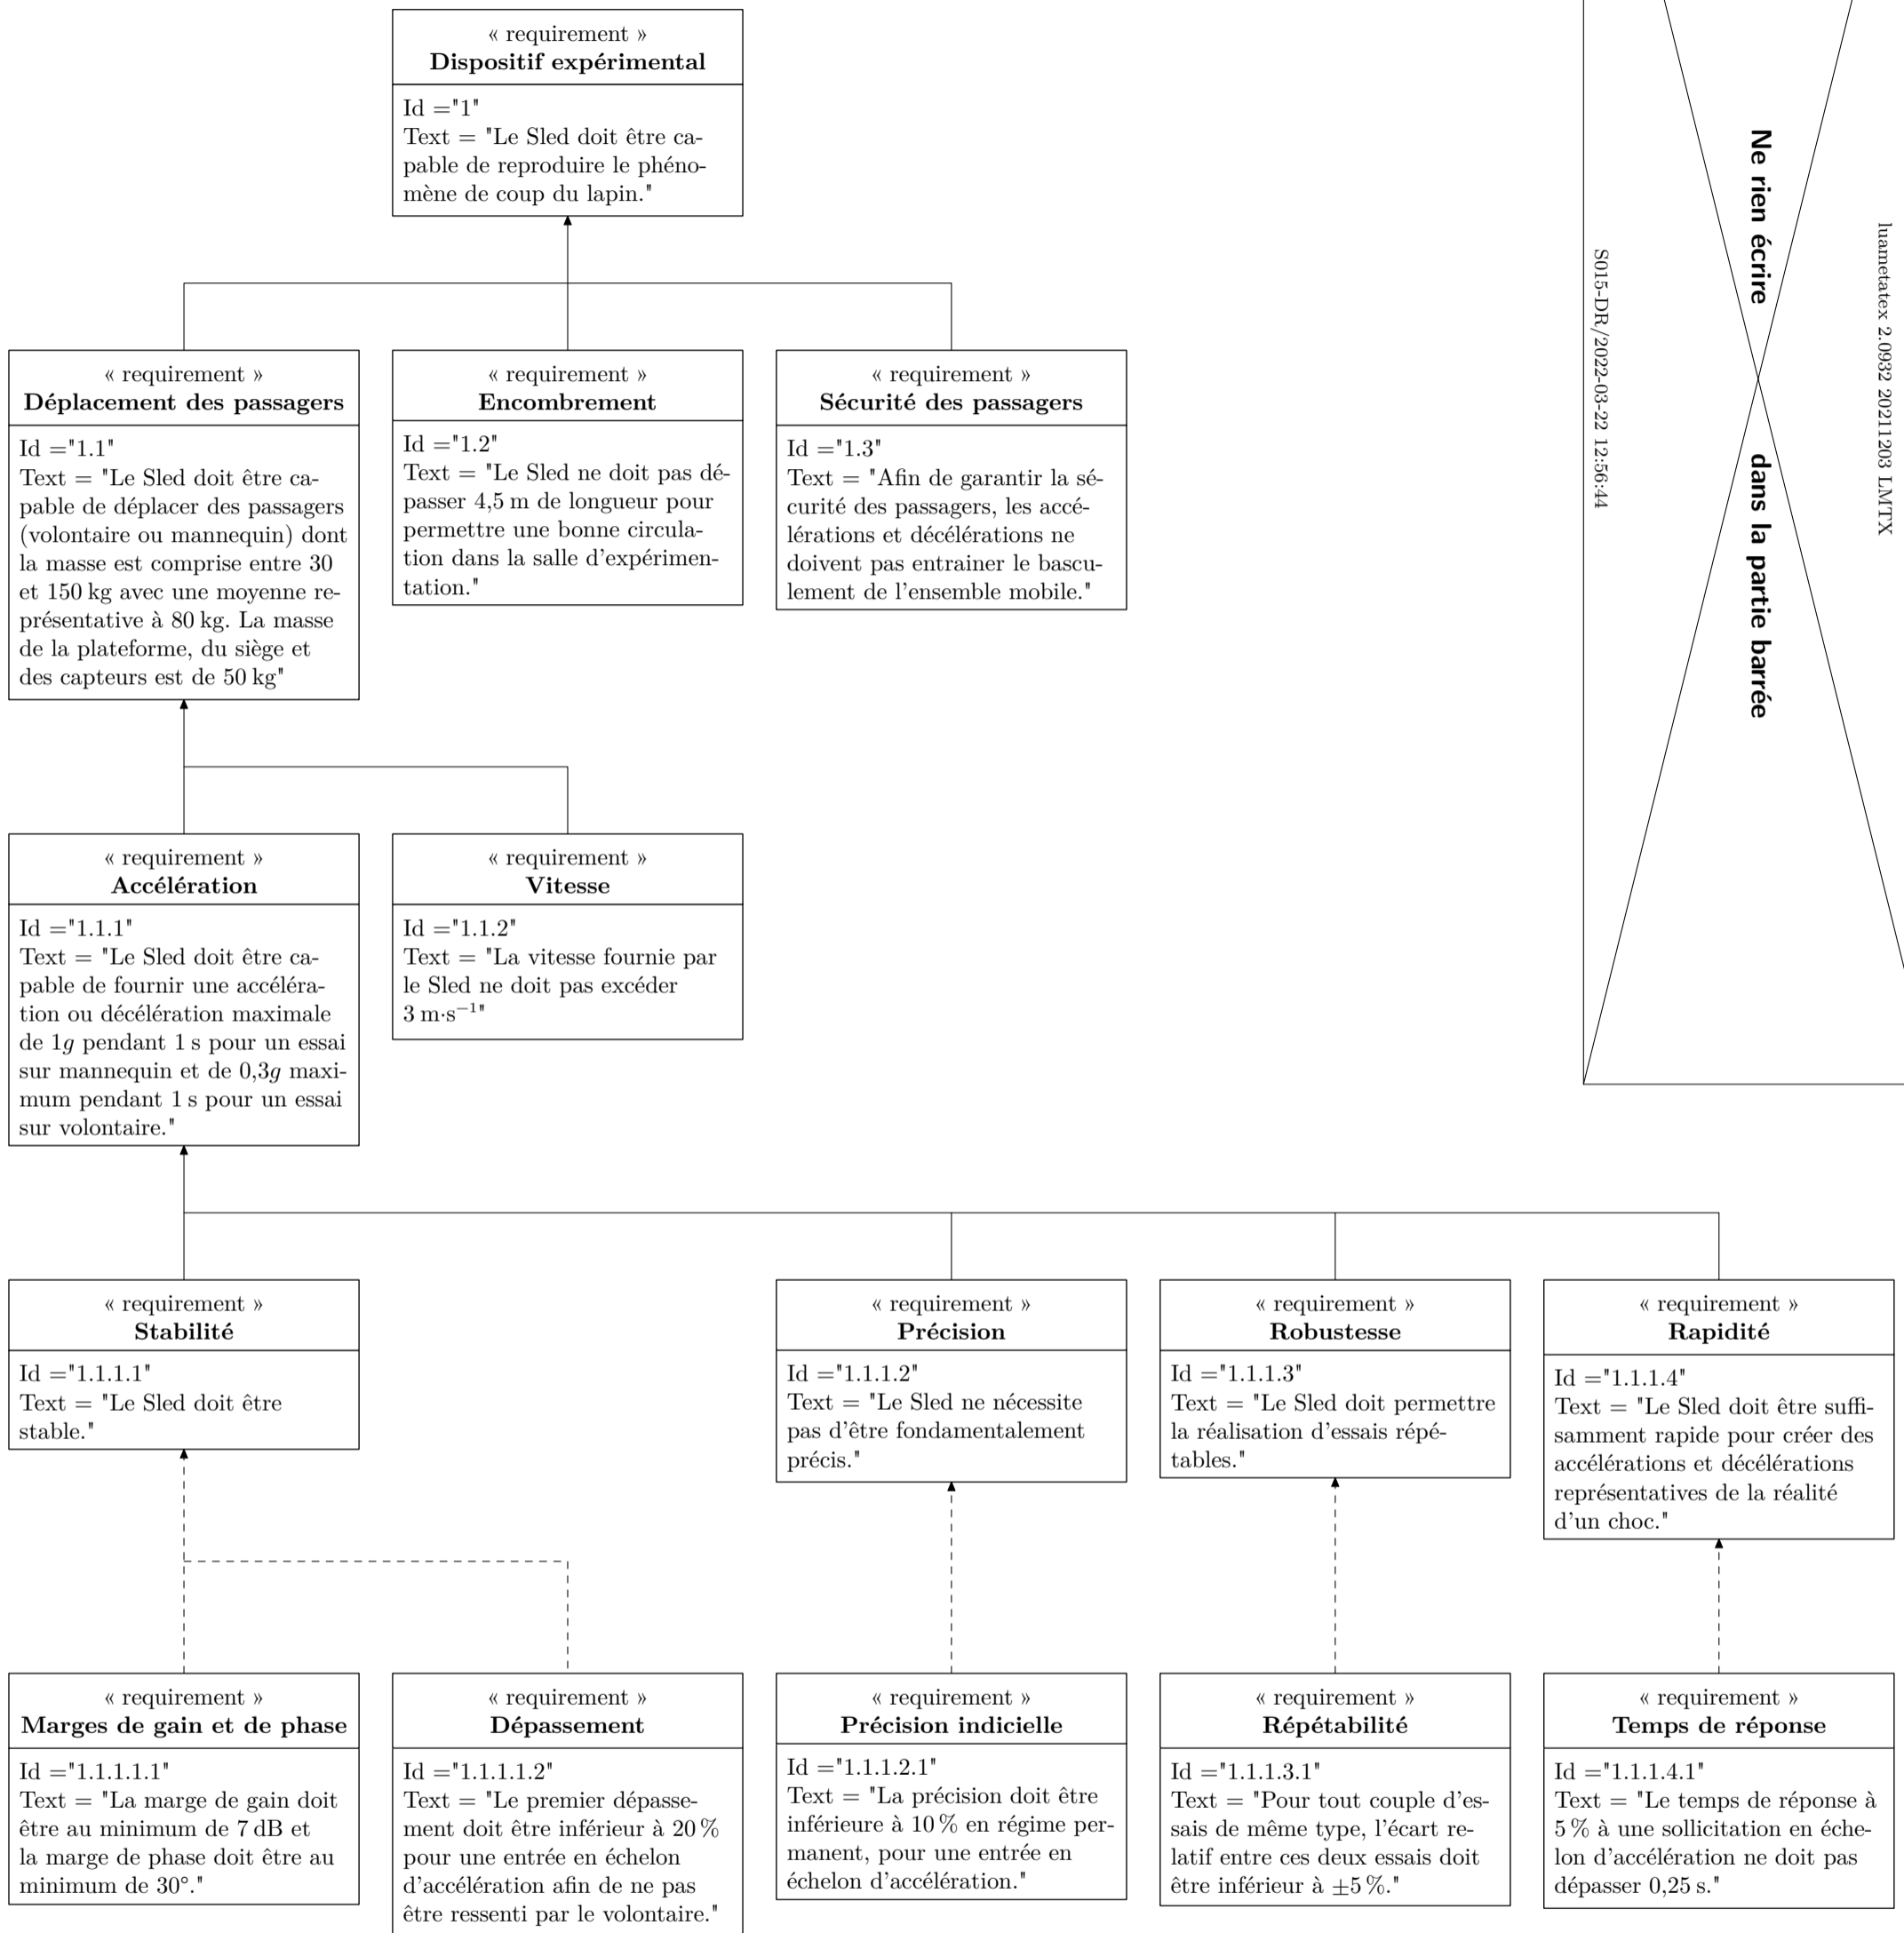 « requirement »
Dispositif expérimental
Id ="1"
Text = "Le Sled doit être ca-
pable de reproduire le phéno-
mène de coup du lapin."
« requirement »
Déplacement des passagers
Id ="1.1"
Text = "Le Sled doit être ca-
pable de déplacer des passagers
(volontaire ou mannequin) dont
la masse est comprise entre 30
et 150 kg avec une moyenne re-
présentative à 80 kg. La masse
de la plateforme, du siège et
des capteurs est de 50 kg"
« requirement »
Encombrement
Id ="1.2"
Text = "Le Sled ne doit pas dé-
passer 4,5 m de longueur pour
permettre une bonne circula-
tion dans la salle d'expérimen-
tation."
« requirement »
Sécurité des passagers
Id ="1.3"
Text = "Afin de garantir la sé-
curité des passagers, les accé-
lérations et décélérations ne
doivent pas entrainer le bascu-
lement de l'ensemble mobile."
« requirement »
Accélération
Id ="1.1.1"
Text = "Le Sled doit être ca-
pable de fournir une accéléra-
tion ou décélération maximale
de 1g pendant 1 s pour un essai
sur mannequin et de 0,3g maxi-
mum pendant 1 s pour un essai
sur volontaire."
« requirement »
Vitesse
Id ="1.1.2"
Text = "La vitesse fournie par
le Sled ne doit pas excéder
3 m·s⁻¹"
« requirement »
Stabilité
Id ="1.1.1.1"
Text = "Le Sled doit être
stable."
« requirement »
Précision
Id ="1.1.1.2"
Text = "Le Sled ne nécessite
pas d'être fondamentalement
précis."
« requirement »
Robustesse
Id ="1.1.1.3"
Text = "Le Sled doit permettre
la réalisation d'essais répé-
tables."
« requirement »
Rapidité
Id ="1.1.1.4"
Text = "Le Sled doit être suffi-
samment rapide pour créer des
accélérations et décélérations
représentatives de la réalité
d'un choc."
« requirement »
Marges de gain et de phase
Id ="1.1.1.1.1"
Text = "La marge de gain doit
être au minimum de 7 dB et
la marge de phase doit être au
minimum de 30°."
« requirement »
Dépassement
Id ="1.1.1.1.2"
Text = "Le premier dépasse-
ment doit être inférieur à 20 %
pour une entrée en échelon
d'accélération afin de ne pas
être ressenti par le volontaire."
« requirement »
Précision indicielle
Id ="1.1.1.2.1"
Text = "La précision doit être
inférieure à 10 % en régime per-
manent, pour une entrée en
échelon d'accélération."
« requirement »
Répétabilité
Id ="1.1.1.3.1"
Text = "Pour tout couple d'es-
sais de même type, l'écart re-
latif entre ces deux essais doit
être inférieur à ±5 %."
« requirement »
Temps de réponse
Id ="1.1.1.4.1"
Text = "Le temps de réponse à
5 % à une sollicitation en éche-
lon d'accélération ne doit pas
dépasser 0,25 s."
luametatex 2.0932 20211203 LMTX
Ne rien écrire dans la partie barrée
S015-DR/2022-03-22 12:56:44